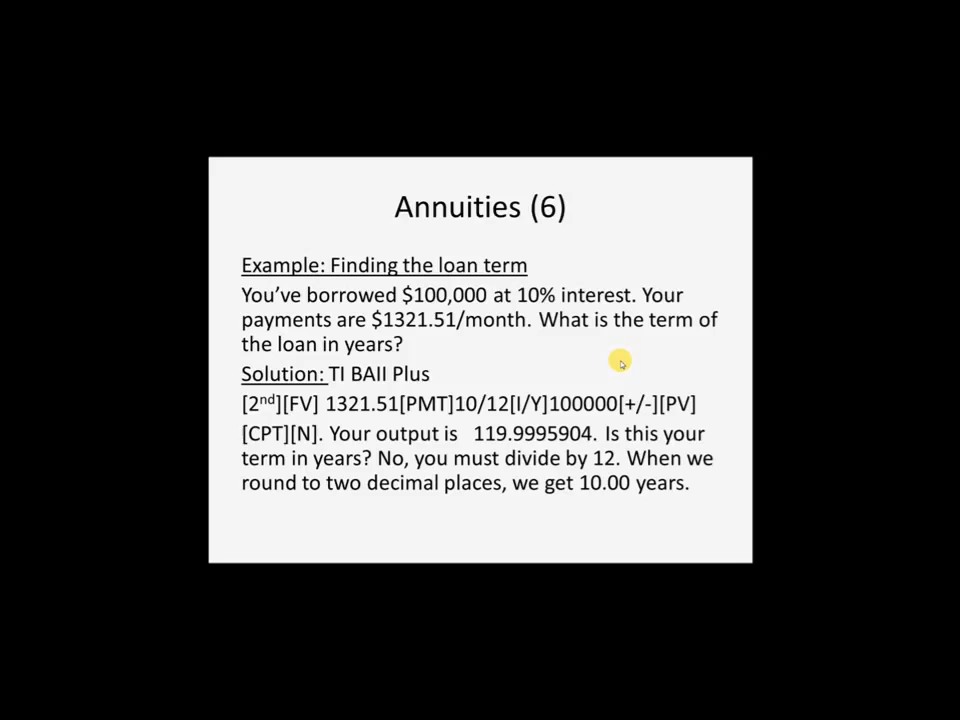 Annuities (6)
Example: Finding the loan term
You've borrowed $100,000 at 10% interest. Your
payments are $1321.51/month. What is the term of
the loan in years?
Solution: TI BAII Plus
[2nd][FV] 1321.51[PMT]10/12[I/Y]100000[+/-][PV]
[CPT][N]. Your output is 119.9995904. Is this your
term in years? No, you must divide by 12. When we
round to two decimal places, we get 10.00 years.